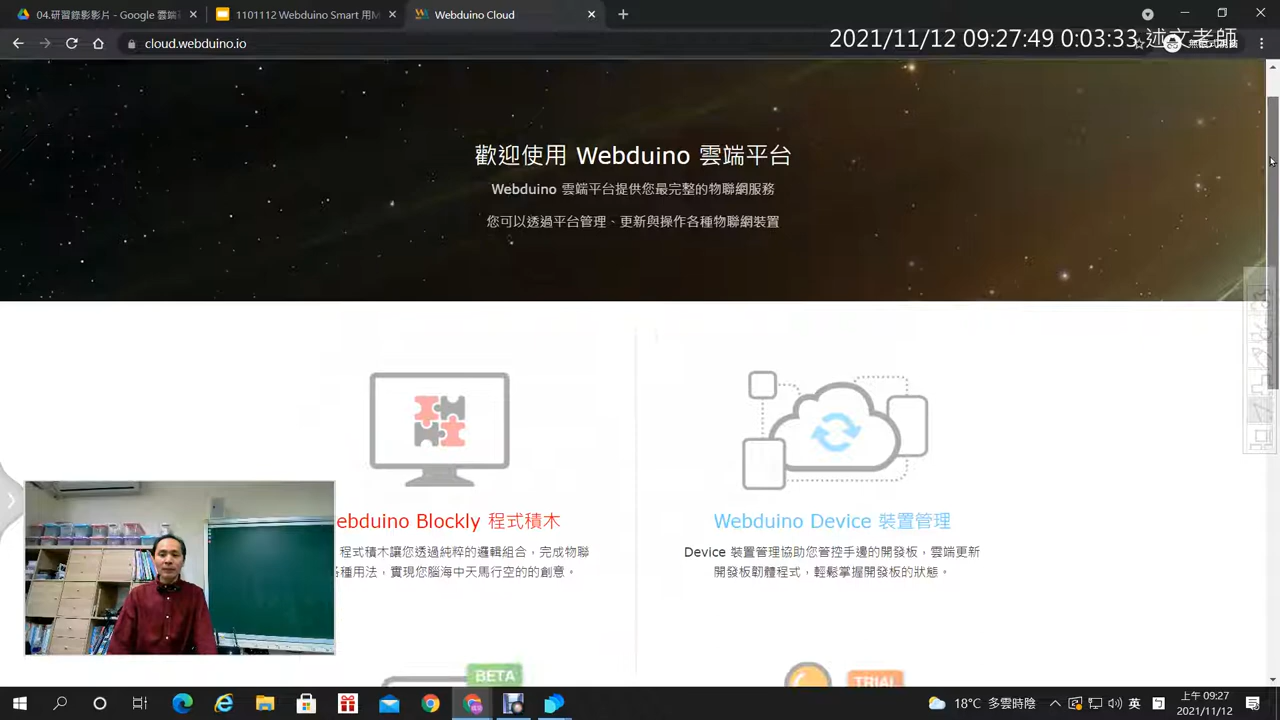 04.研習錄影影片 - Google 雲端
1101112 Webduino Smart 用M
Webduino Cloud
cloud.webduino.io
2021/11/12 09:27:49 0:03:33 述文老師
歡迎使用 Webduino 雲端平台
Webduino 雲端平台提供您最完整的物聯網服務
您可以透過平台管理、更新與操作各種物聯網裝置
ebduino Blockly 程式積木
程式積木讓您透過純粹的邏輯組合，完成物聯
各種用法，實現您腦海中天馬行空的的創意。
Webduino Device 裝置管理
Device 裝置管理協助您管控手邊的開發板，雲端更新
開發板韌體程式，輕鬆掌握開發板的狀態。
BETA
TRIAL
18°C 多雲時陰
英
上午 09:27
2021/11/12